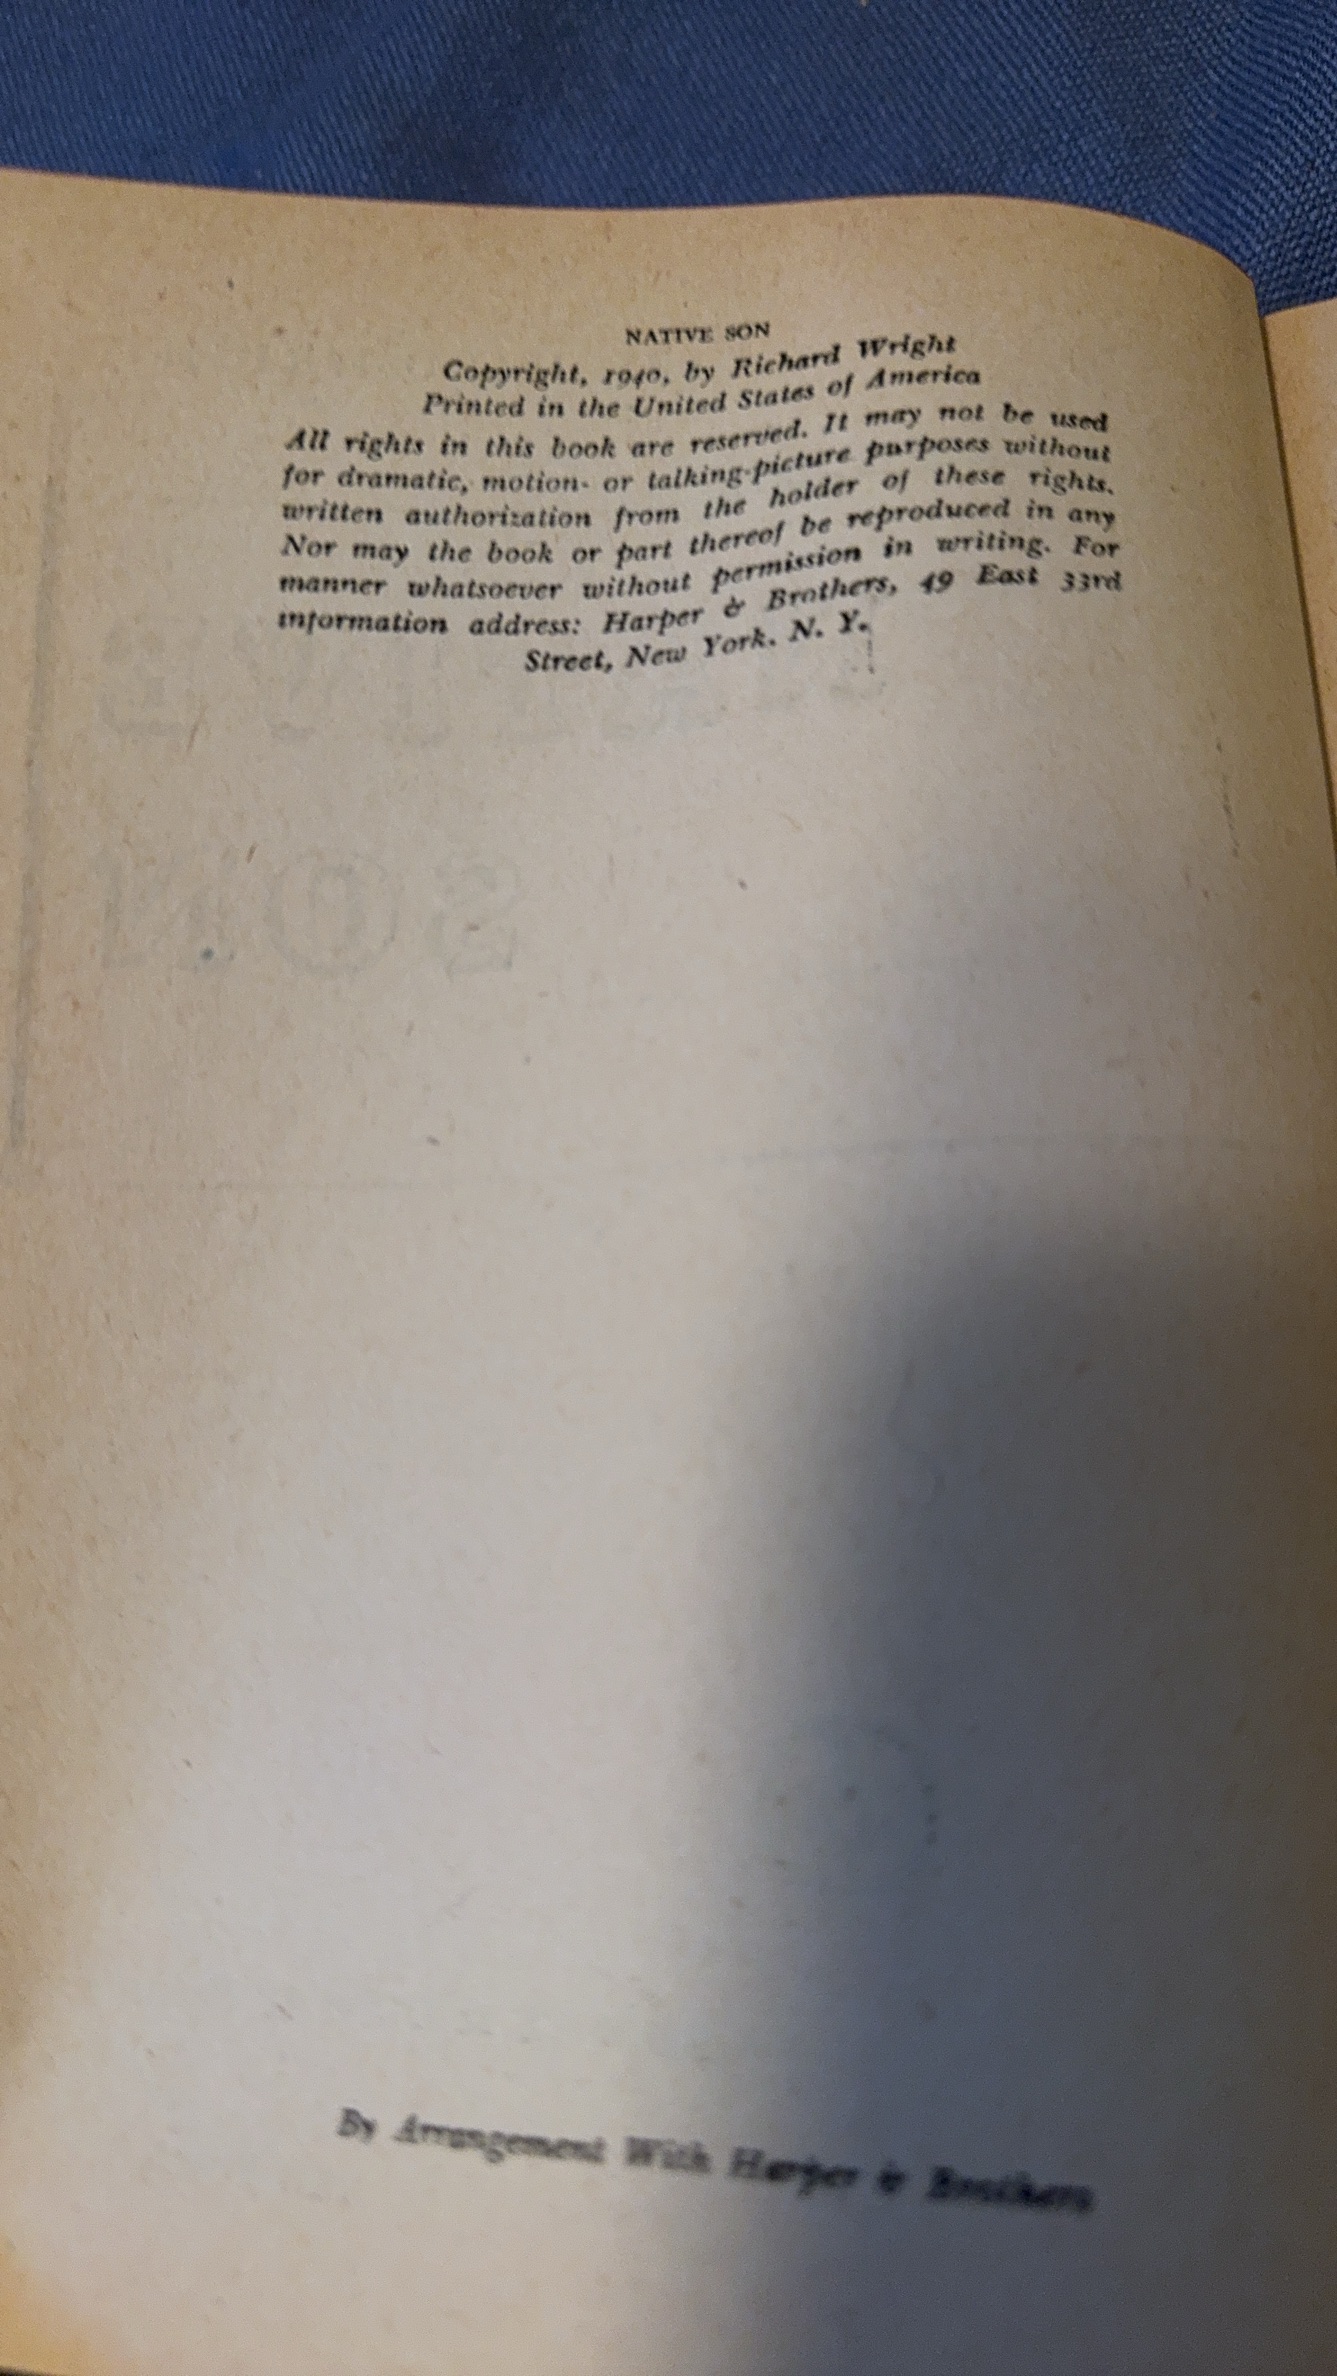 NATIVE SON
Copyright, 1940, by Richard Wright
Printed in the United States of America
All rights in this book are reserved. It may not be used
for dramatic, motion- or talking-picture purposes without
written authorization from the holder of these rights.
Nor may the book or part thereof be reproduced in any
manner whatsoever without permission in writing. For
information address: Harper & Brothers, 49 East 33rd
Street, New York. N. Y.
By Arrangement With Harper & Brothers